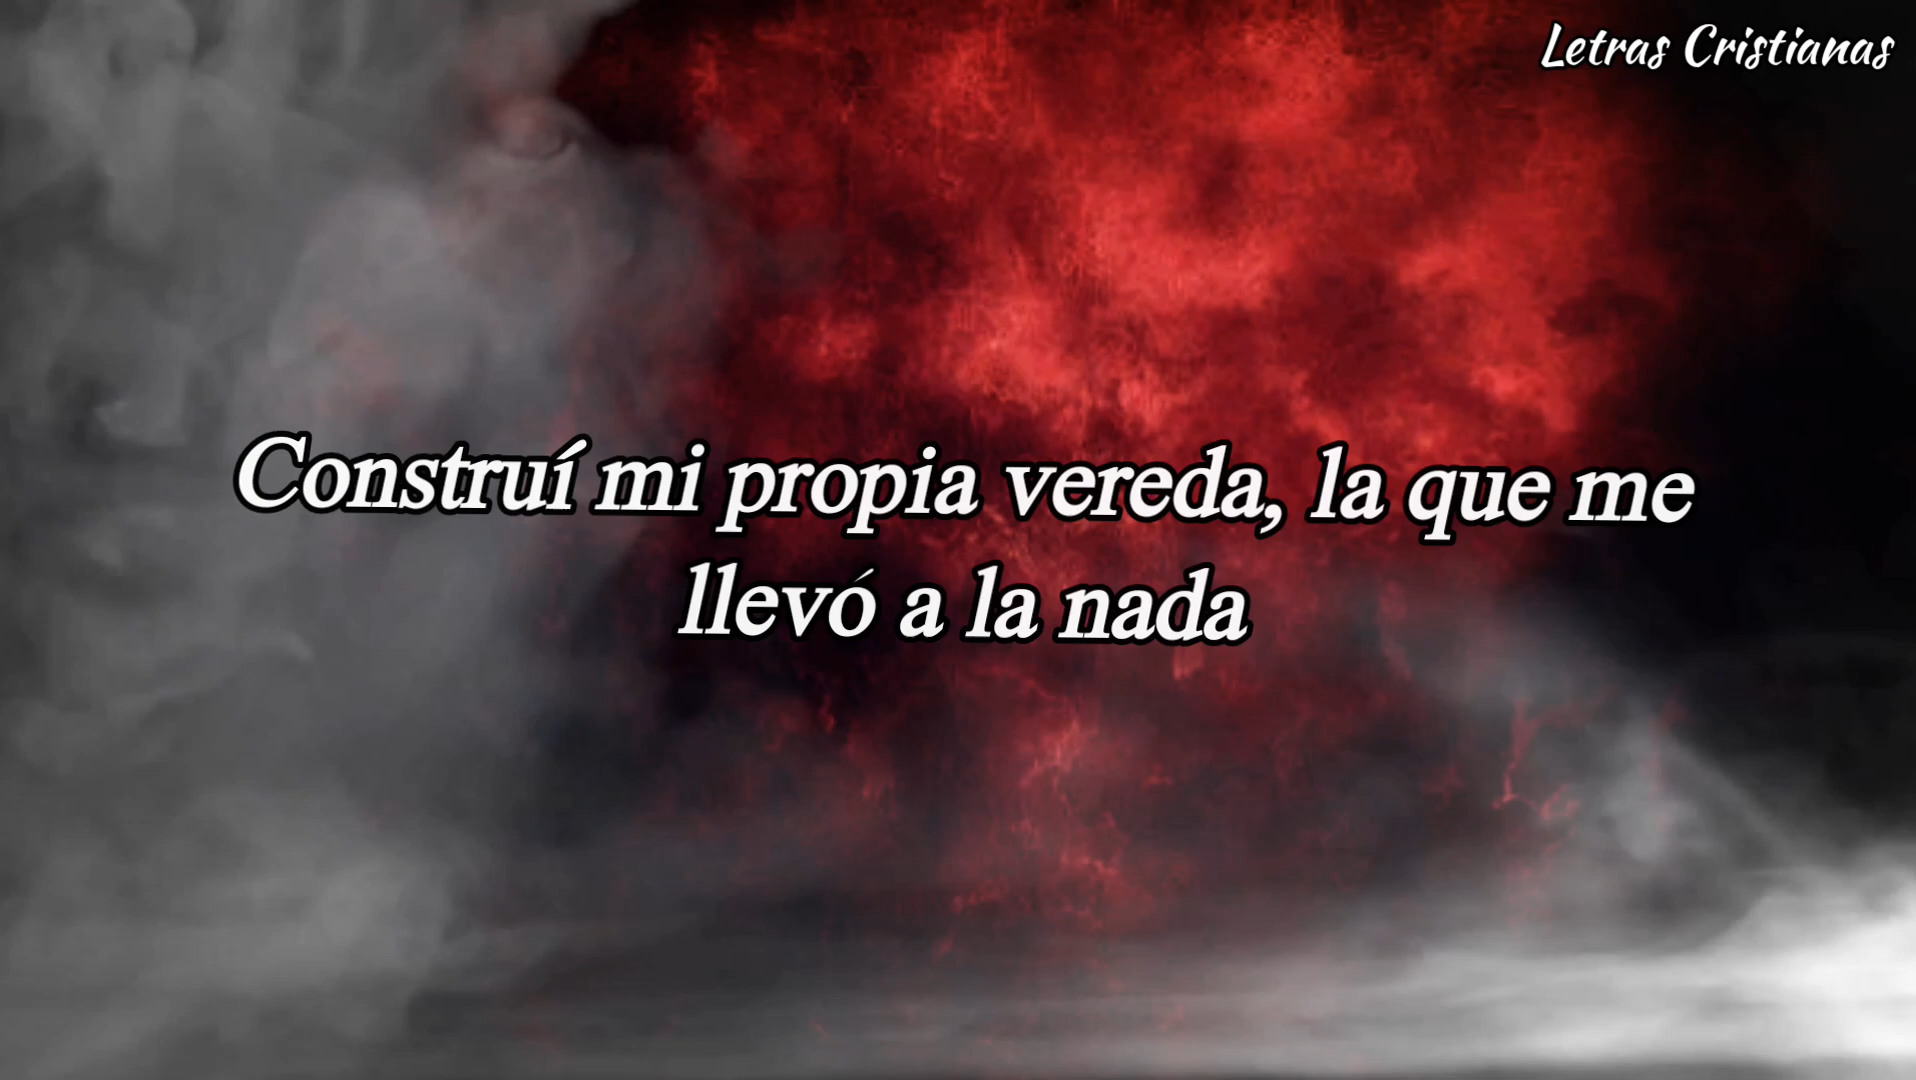 Letras Cristianas
Construí mi propia vereda, la que me
llevó a la nada